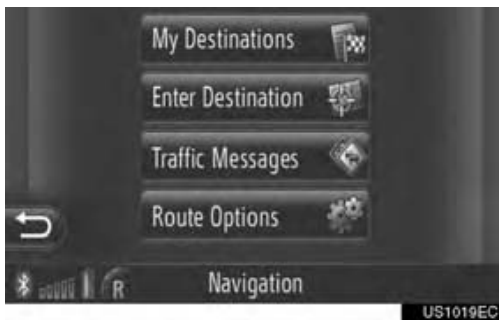 My Destinations
Enter Destination
Traffic Messages
Route Options
R Navigation
US1019EC